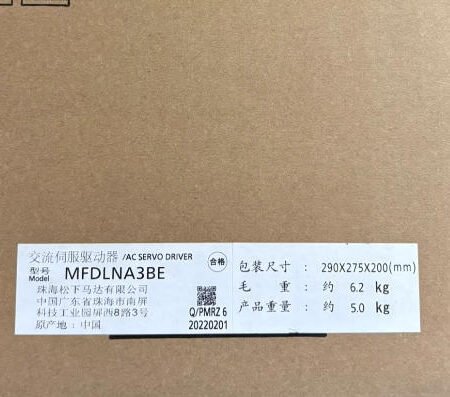 交流伺服驱动器 /AC SERVO DRIVER
型号
Model MFDLNA3BE
合格
珠海松下马达有限公司
中国广东省珠海市南屏
科技工业园屏西8路3号
原产地: 中国
Q/PMRZ 6
20220201
包装尺寸: 290X275X200(mm)
毛 重: 约 6.2 kg
产品重量: 约 5.0 kg